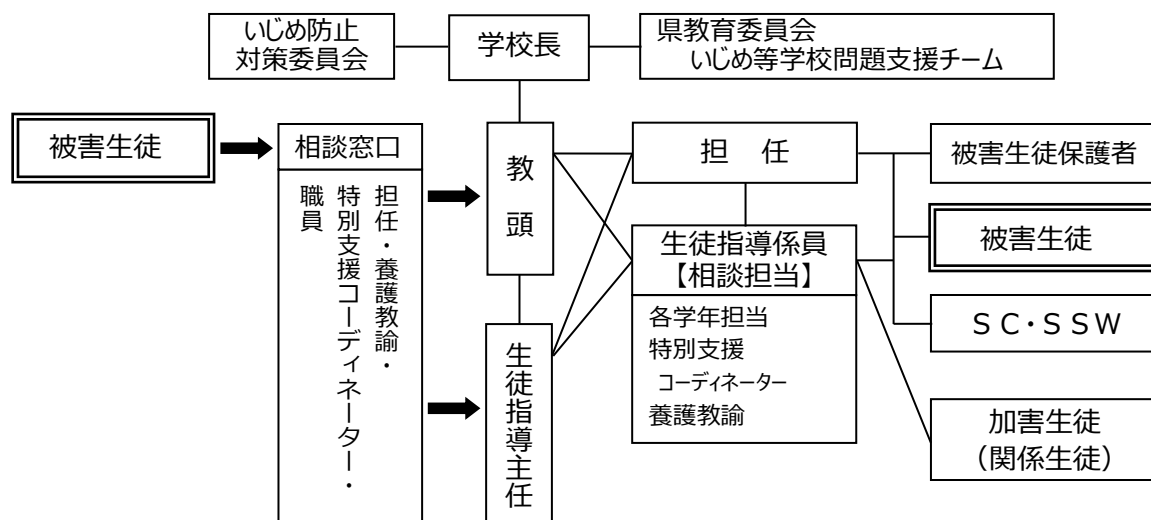 いじめ防止
対策委員会
学校長
県教育委員会
いじめ等学校問題支援チーム
被害生徒
相談窓口
担任・養護教諭・
特別支援コーディネーター・
職員
教頭
生徒指導主任
担 任
生徒指導係員
【相談担当】
各学年担当
特別支援
コーディネーター
養護教諭
被害生徒保護者
被害生徒
ＳＣ・ＳＳＷ
加害生徒
（関係生徒）